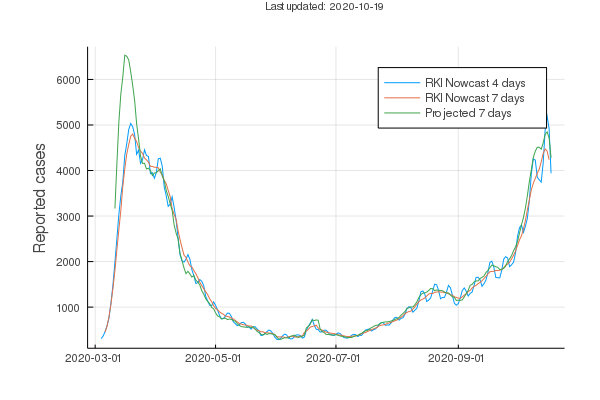 Last updated: 2020-10-19
RKI Nowcast 4 days
RKI Nowcast 7 days
Projected 7 days
Reported cases
6000
5000
4000
3000
2000
1000
2020-03-01
2020-05-01
2020-07-01
2020-09-01